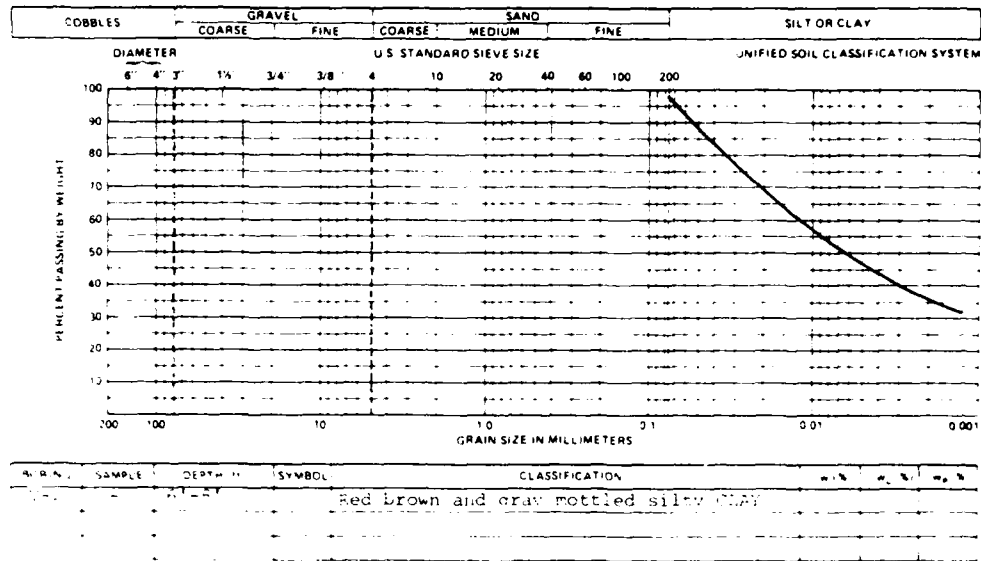 COBBLES GRAVEL SAND SILT OR CLAY
COARSE FINE COARSE MEDIUM FINE
DIAMETER U.S. STANDARD SIEVE SIZE UNIFIED SOIL CLASSIFICATION SYSTEM
6" 4" 3" 1½" 3/4" 3/8" 4 10 20 40 60 100 200
100
90
80
70
60
50
40
30
20
10
PERCENT PASSING BY WEIGHT
200 100 10 1.0 0.1 0.01 0.001
GRAIN SIZE IN MILLIMETERS
BORING SAMPLE DEPTH SYMBOL CLASSIFICATION
Red brown and gray mottled silty CLAY